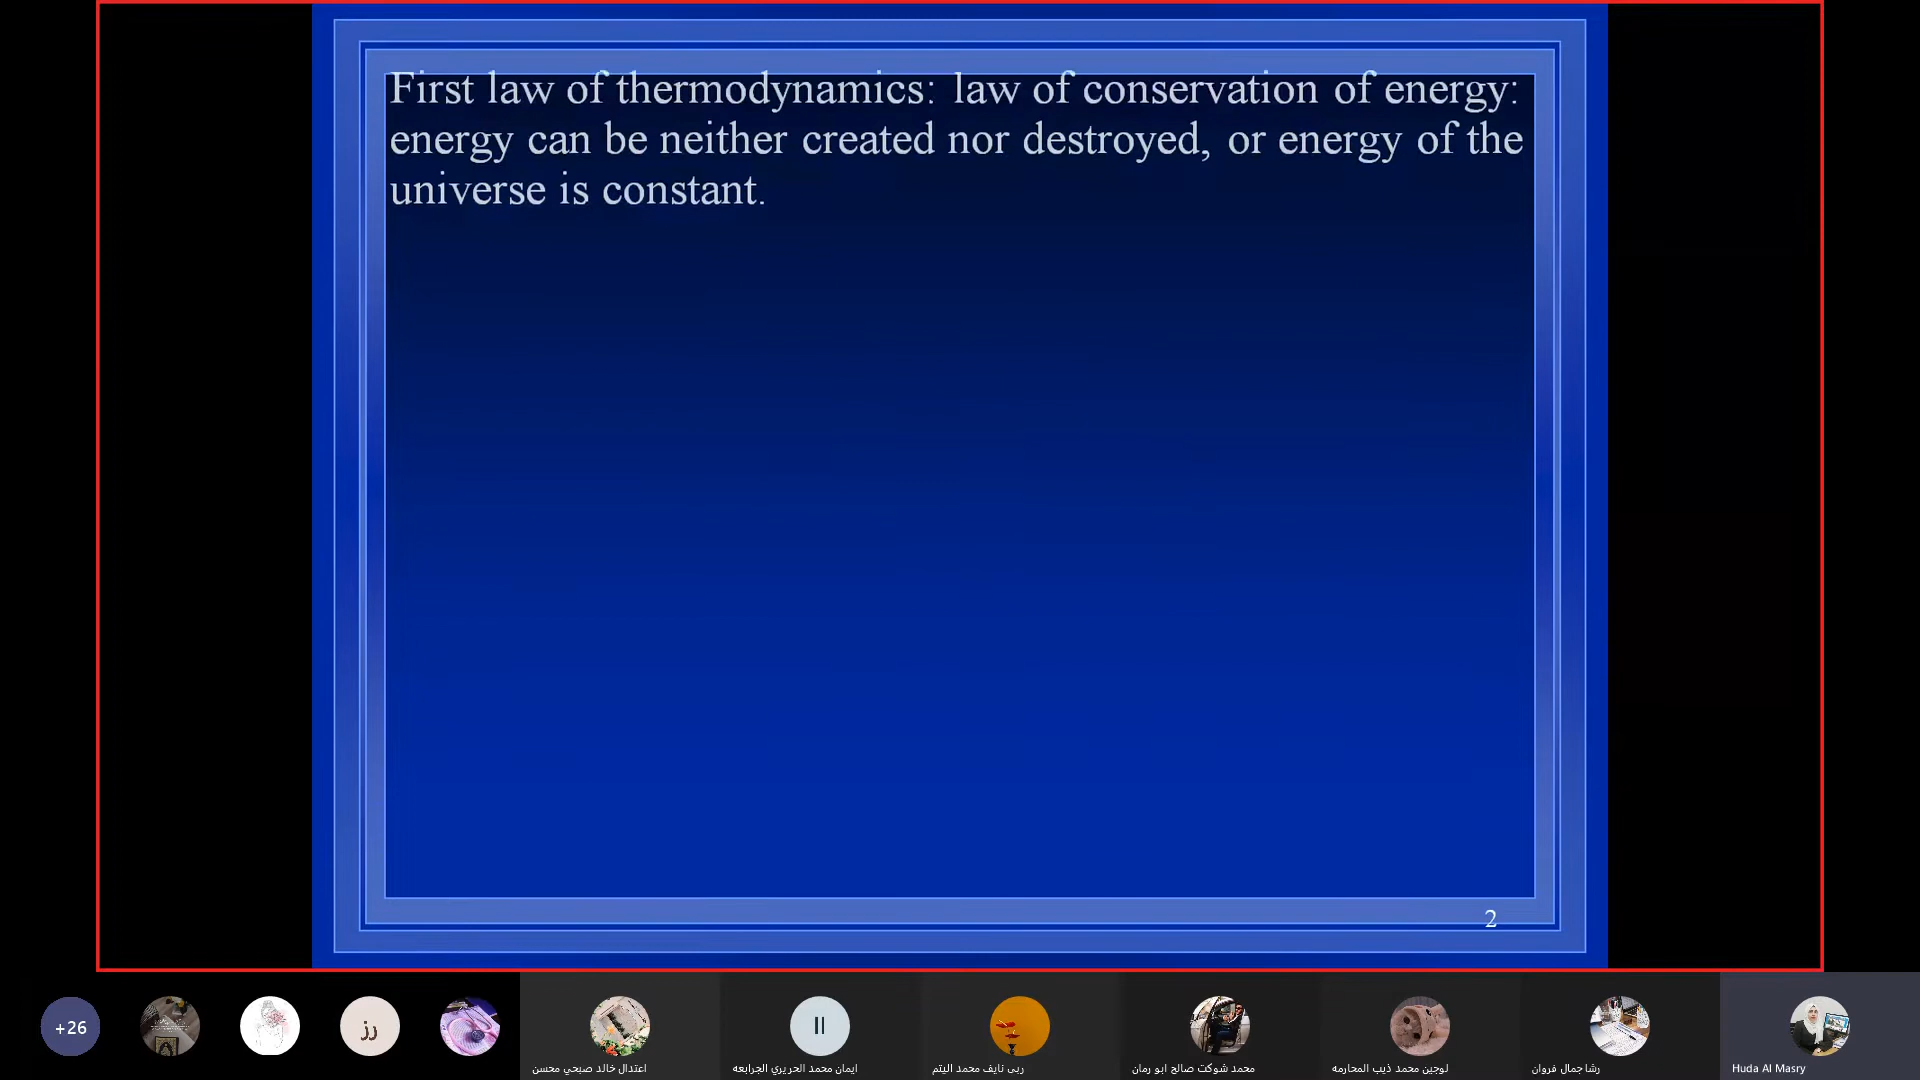 First law of thermodynamics: law of conservation of energy:
energy can be neither created nor destroyed, or energy of the
universe is constant.
2
+26
رز
اعتدال خالد صبحي محسن
ايمان محمد الحريري الجرابعه
ربى نايف محمد اليتم
محمد شوكت صالح ابو رمان
لوجين محمد ذيب المحارمه
رشا جمال فروان
Huda Al Masry